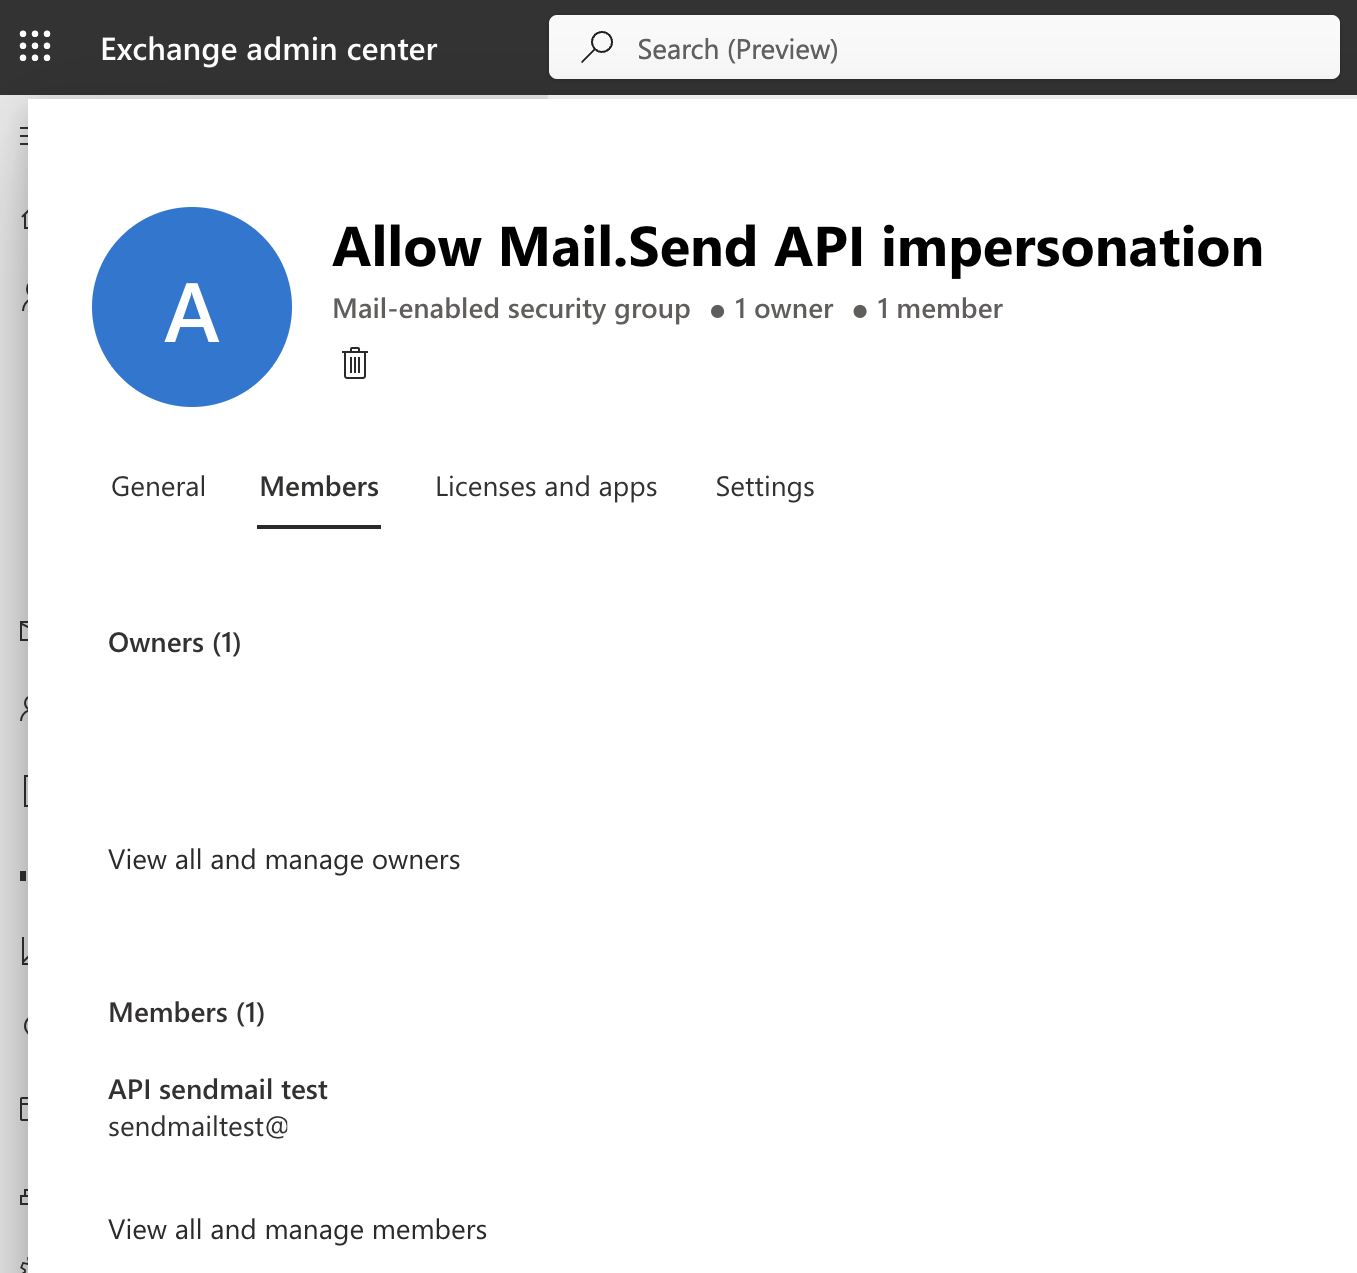 Exchange admin center
Search (Preview)
A
Allow Mail.Send API impersonation
Mail-enabled security group ● 1 owner ● 1 member
General Members Licenses and apps Settings
Owners (1)
View all and manage owners
Members (1)
API sendmail test
sendmailtest@
View all and manage members